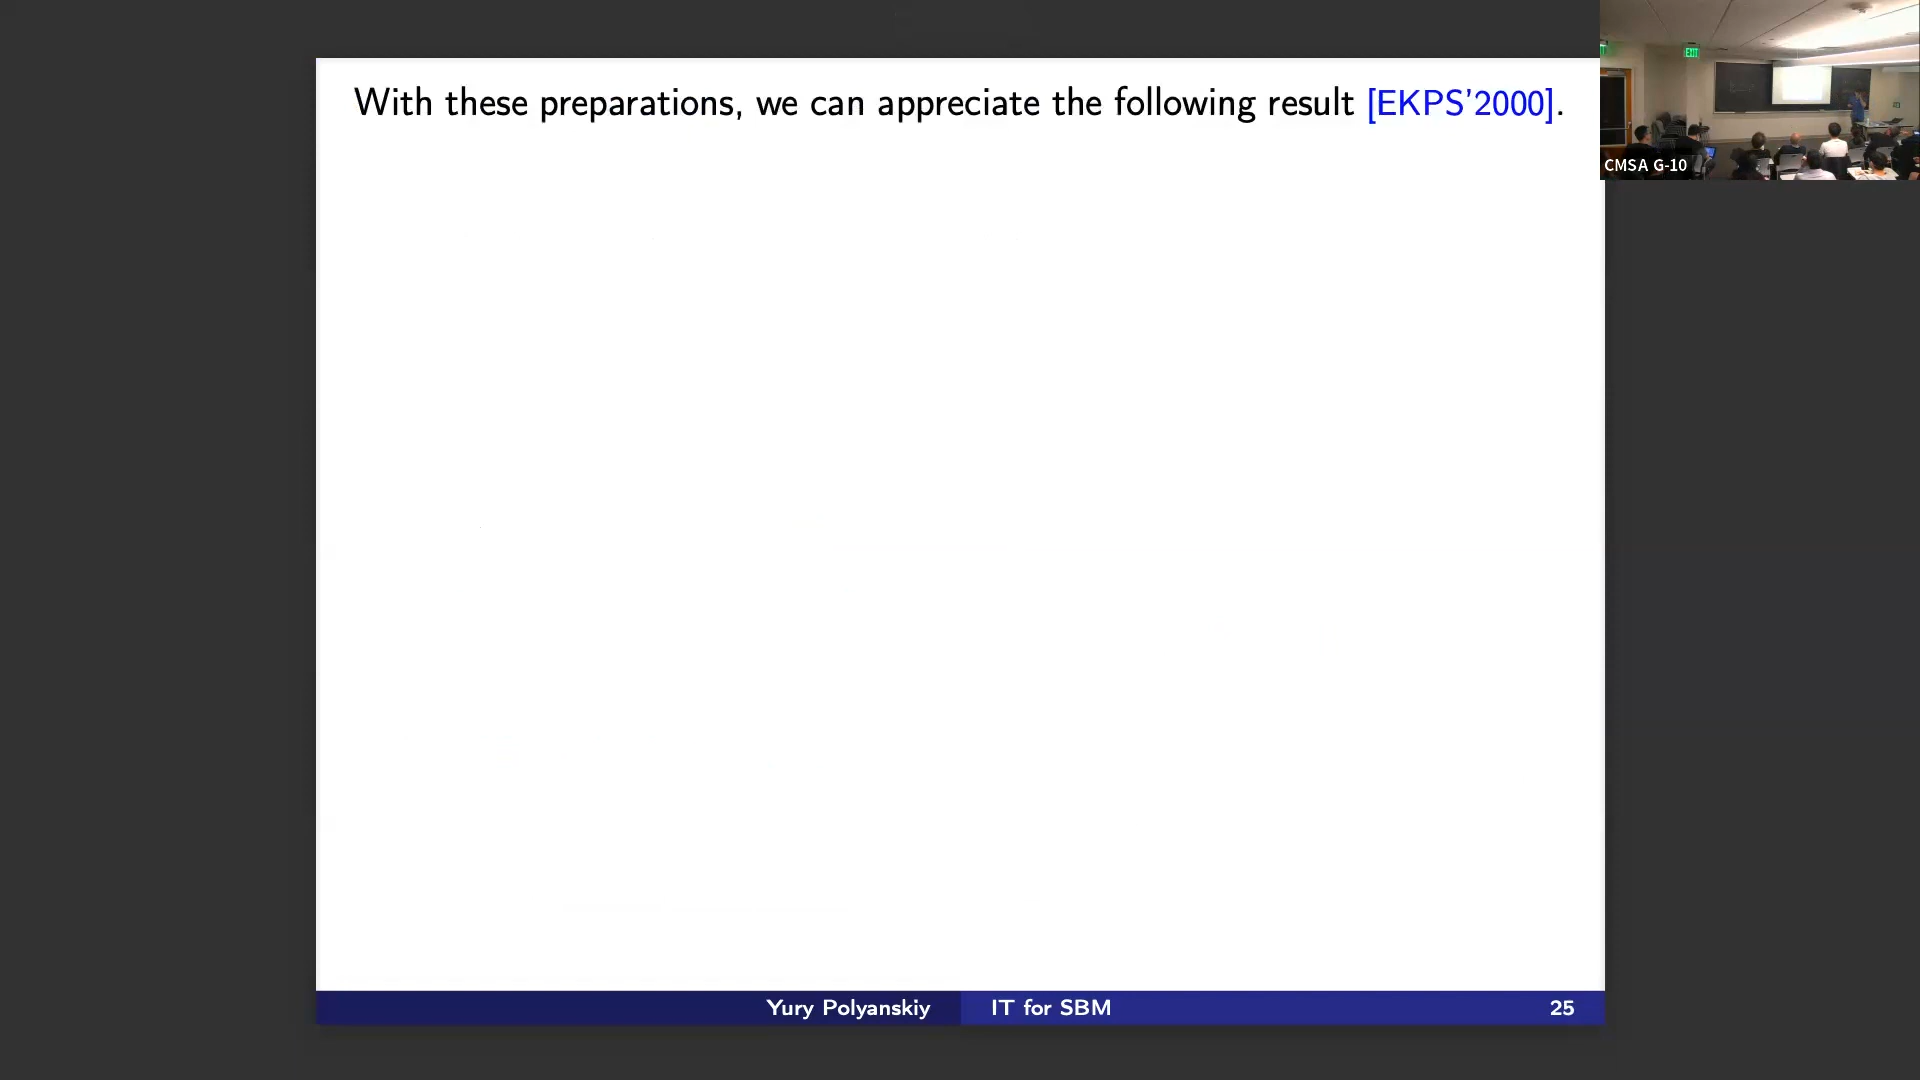 With these preparations, we can appreciate the following result [EKPS'2000].
EXIT
CMSA G-10
Yury Polyanskiy
IT for SBM
25